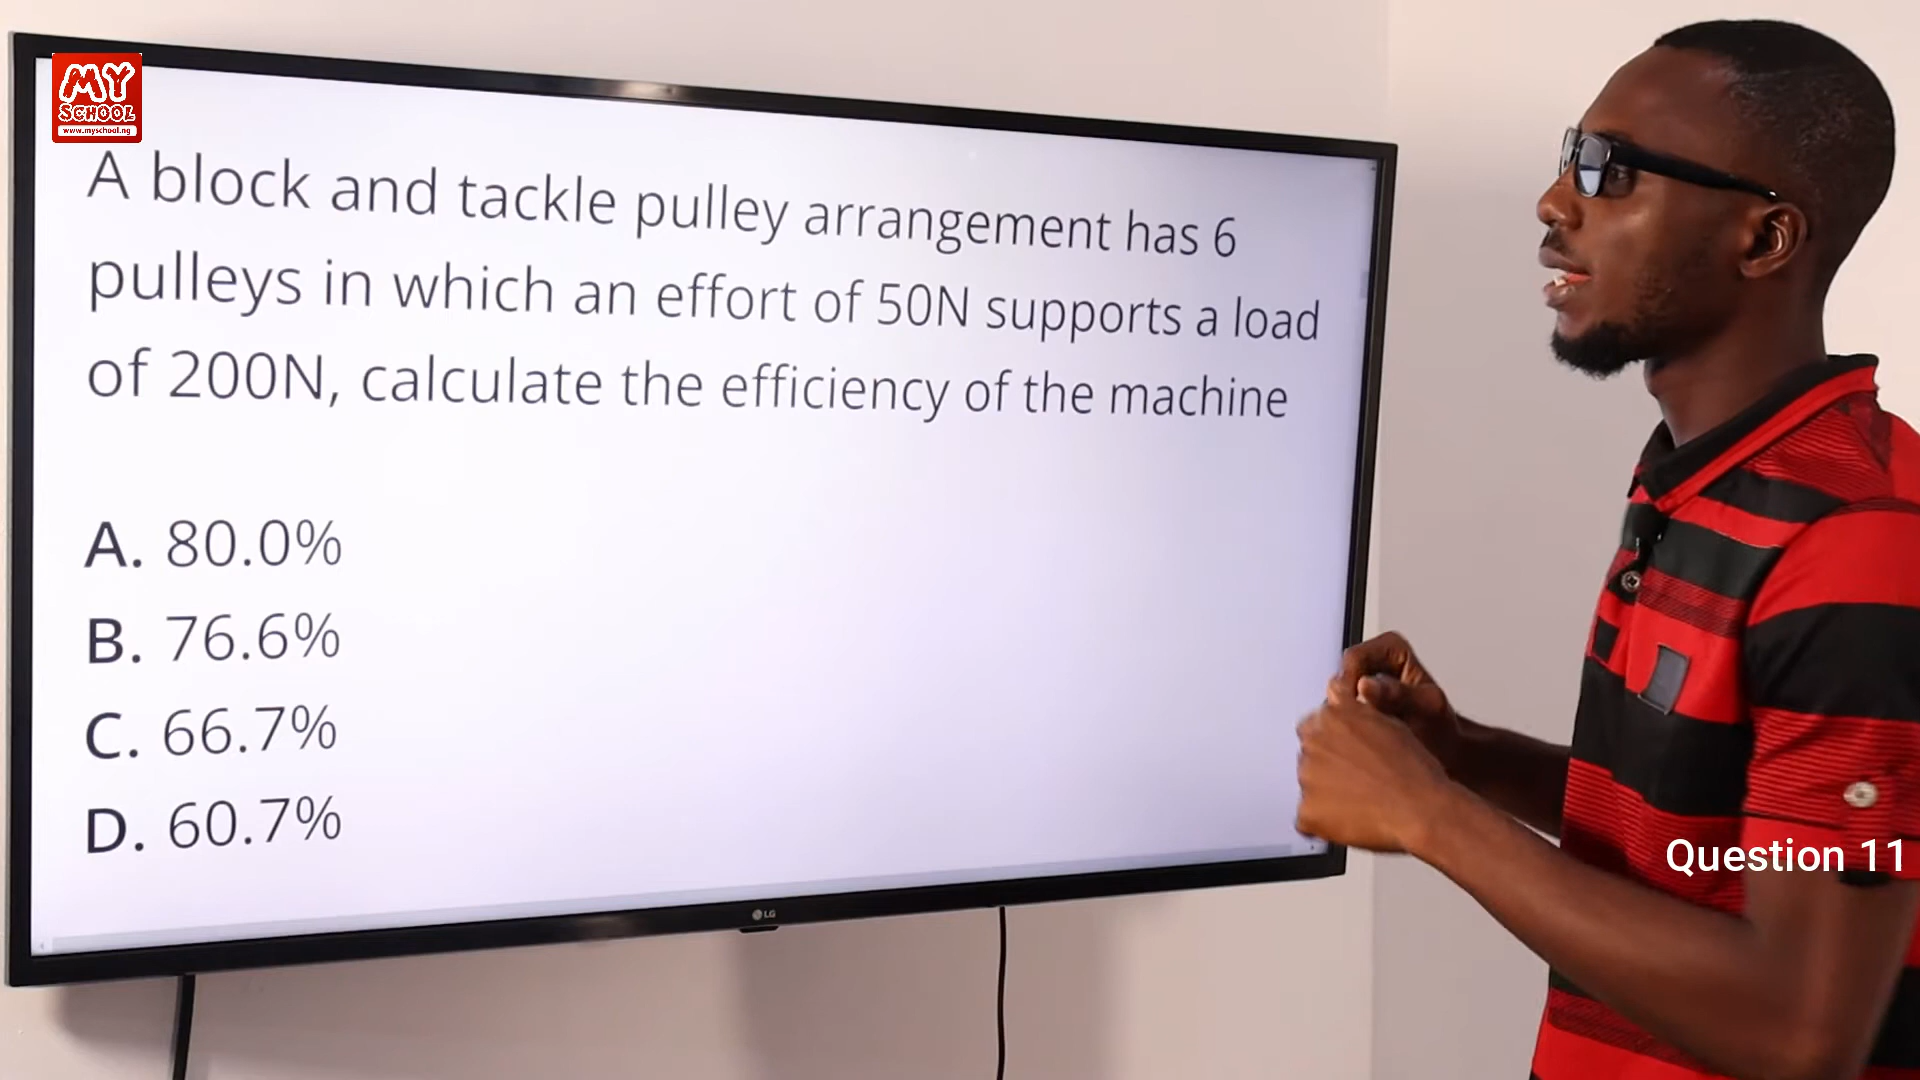 MY
SCHOOL
www.myschool.ng
A block and tackle pulley arrangement has 6
pulleys in which an effort of 50N supports a load
of 200N, calculate the efficiency of the machine
A. 80.0%
B. 76.6%
C. 66.7%
D. 60.7%
Question 11
LG